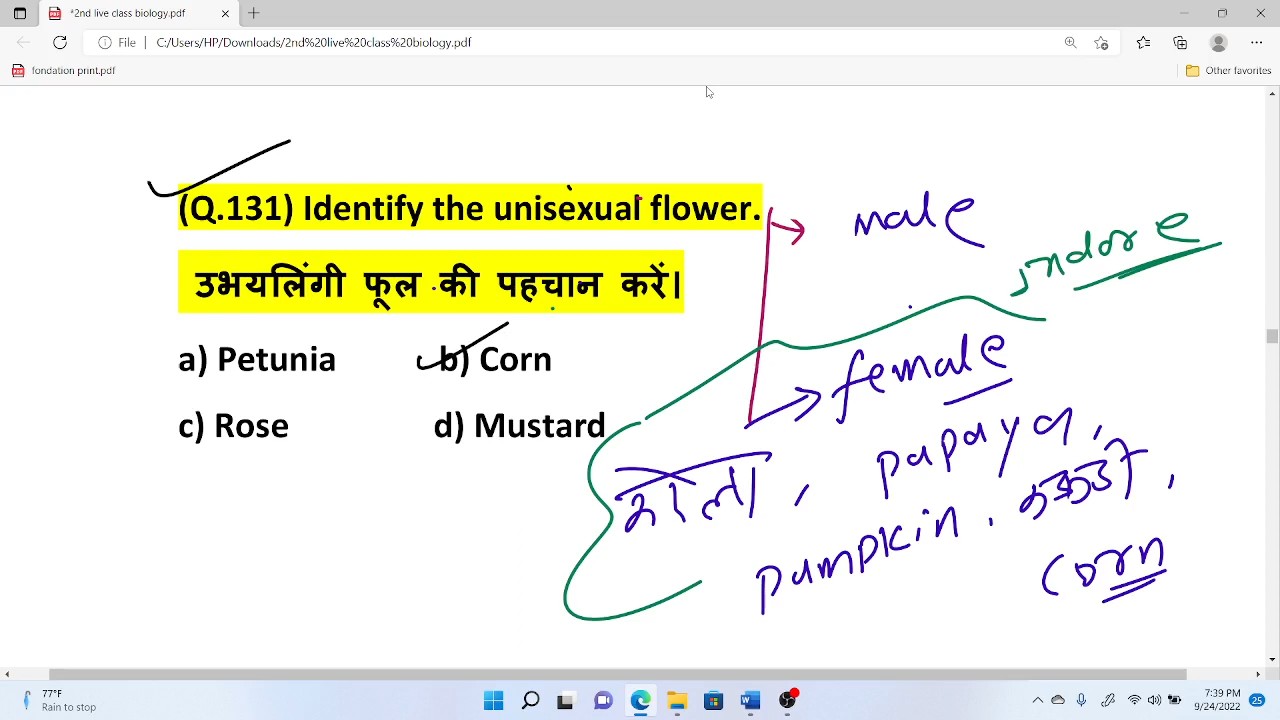 *2nd live class biology.pdf
File C:/Users/HP/Downloads/2nd%20live%20class%20biology.pdf
fondation print.pdf
Other favorites
(Q.131) Identify the unisexual flower.
उभयलिंगी फूल की पहचान करें।
a) Petunia b) Corn
c) Rose d) Mustard
male
Indore
female
papaya,
pumpkin,
Corn
77°F
Rain to stop
7:39 PM
9/24/2022
25